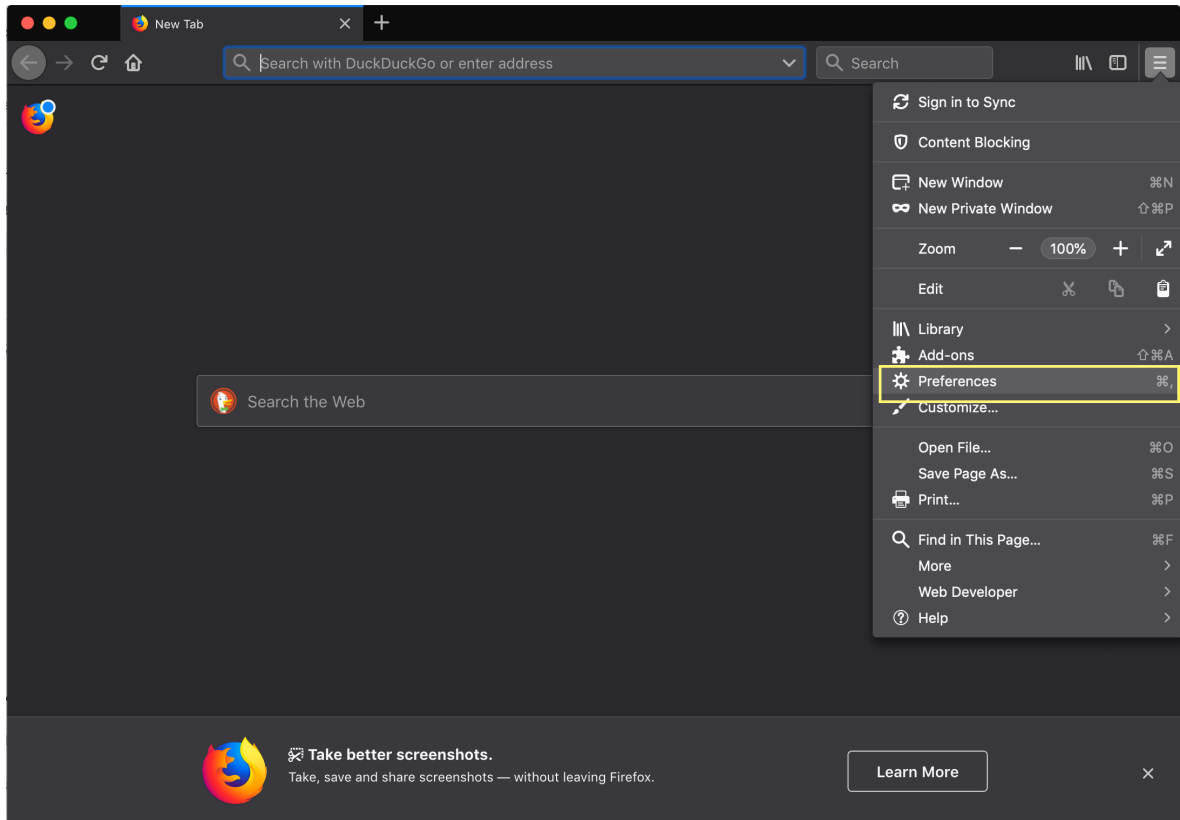 New Tab
Search with DuckDuckGo or enter address
Search
Sign in to Sync
Content Blocking
New Window ⌘N
New Private Window ⇧⌘P
Zoom 100%
Edit
Library
Add-ons ⇧⌘A
Preferences ⌘,
Customize...
Search the Web
Open File... ⌘O
Save Page As... ⌘S
Print... ⌘P
Find in This Page... ⌘F
More
Web Developer
Help
Take better screenshots.
Take, save and share screenshots — without leaving Firefox.
Learn More